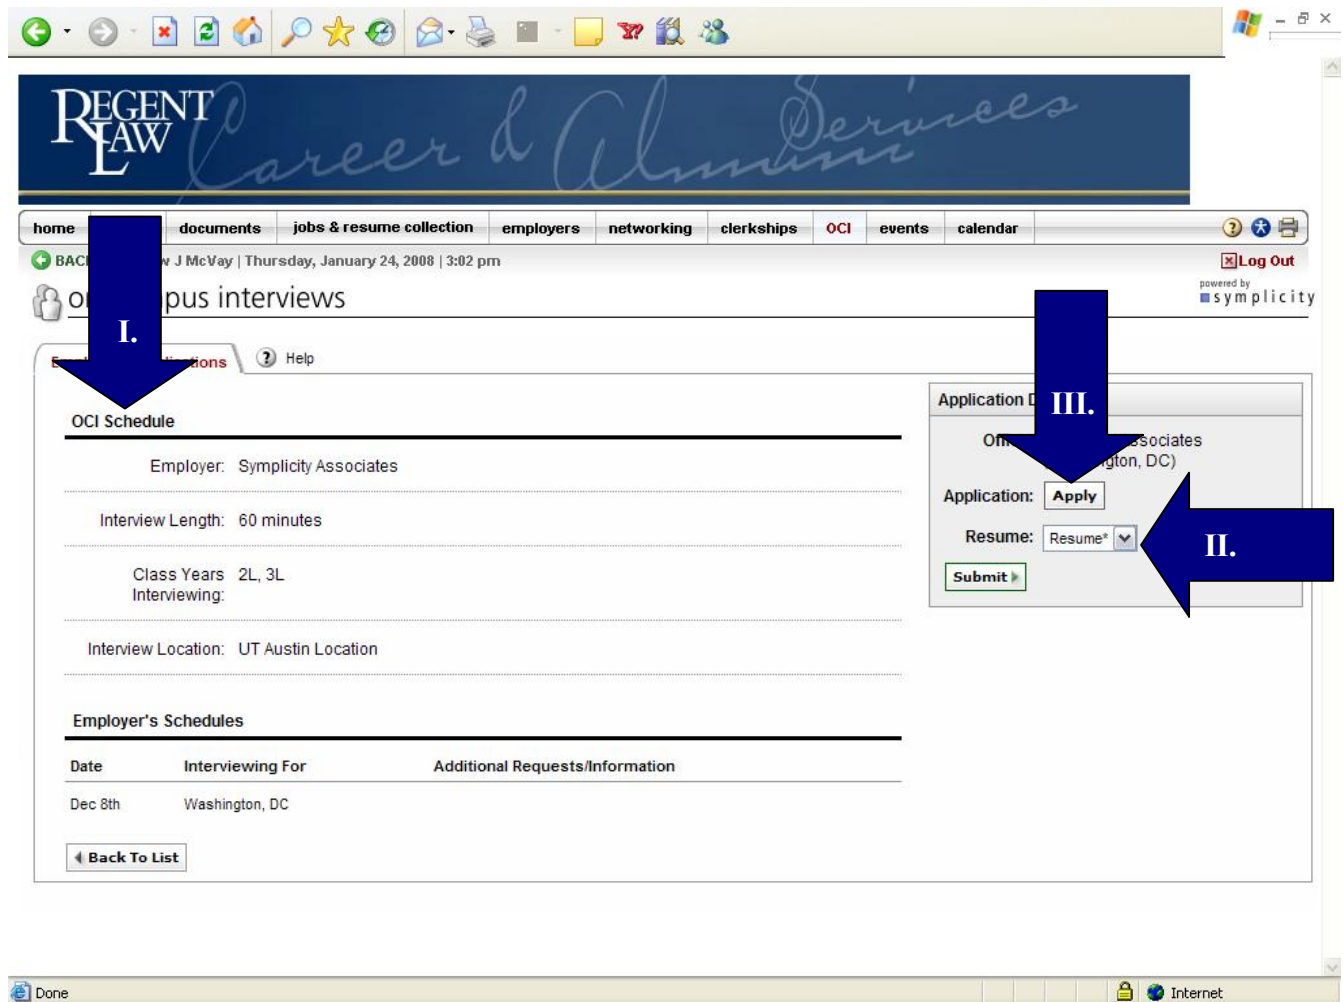 REGENT
LAW
Career & Alumni Services
home documents jobs & resume collection employers networking clerkships OCI events calendar
BAC J McVay | Thursday, January 24, 2008 | 3:02 pm
Log Out
powered by
symplicity
pus interviews
I.
Help
OCI Schedule
Employer: Symplicity Associates
Interview Length: 60 minutes
Class Years Interviewing: 2L, 3L
Interview Location: UT Austin Location
Employer's Schedules
Date Interviewing For Additional Requests/Information
Dec 8th Washington, DC
Back To List
Application
III.
DC)
Application: Apply
Resume: Resume*
II.
Submit
Done
Internet